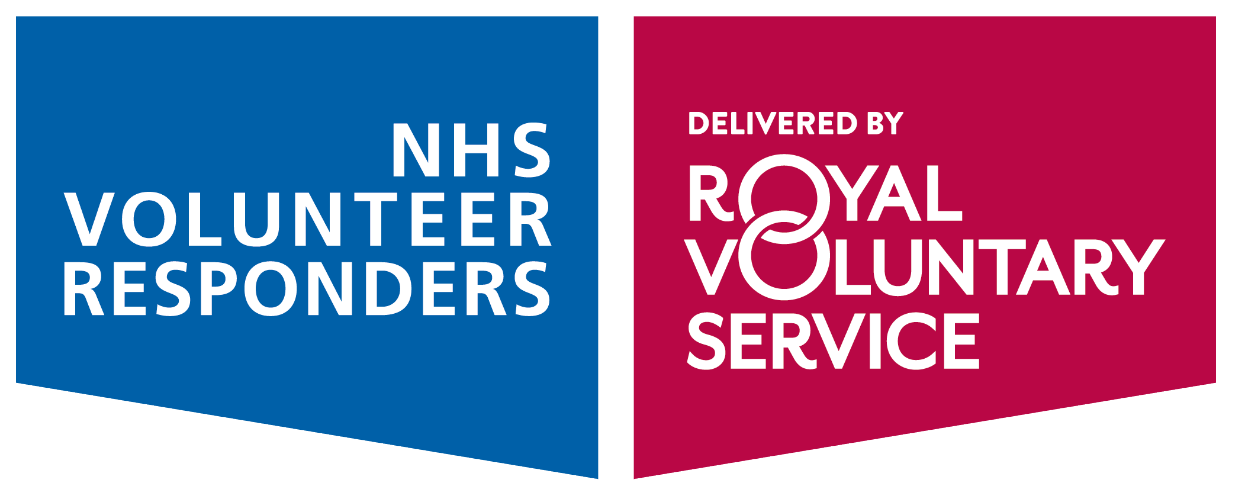 NHS
VOLUNTEER
RESPONDERS
DELIVERED BY
ROYAL
VOLUNTARY
SERVICE